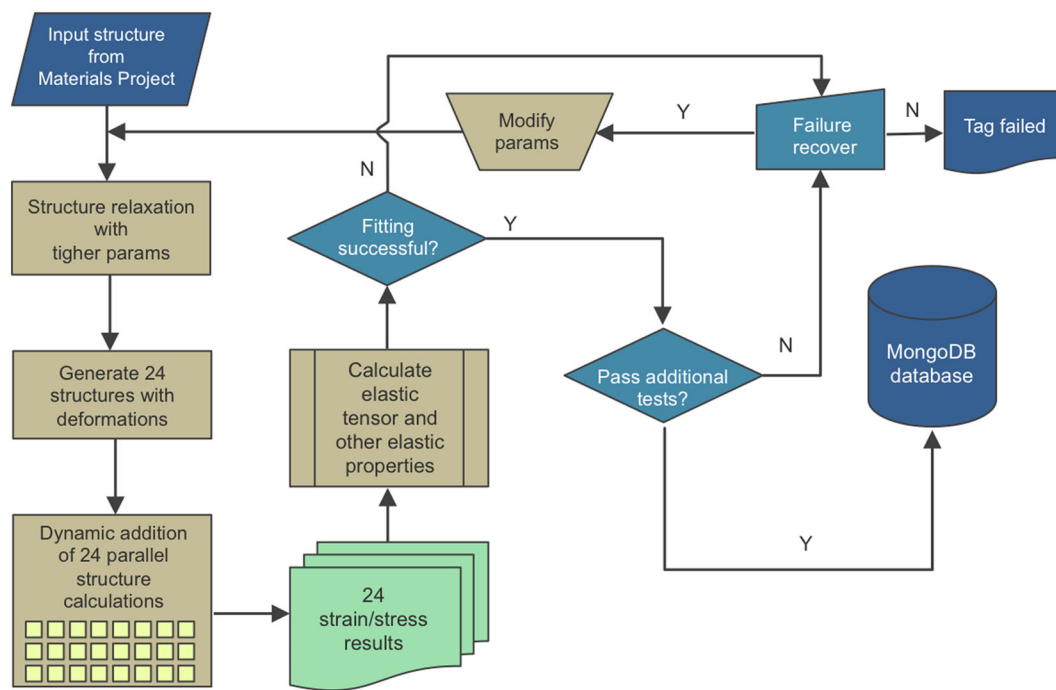 Input structure
from
Materials Project
Structure relaxation
with
tigher params
Generate 24
structures with
deformations
Dynamic addition
of 24 parallel
structure
calculations
24
strain/stress
results
Calculate
elastic
tensor and
other elastic
properties
Fitting
successful?
N
Y
Modify
params
Y
Failure
recover
N
Tag failed
Pass additional
tests?
N
Y
MongoDB
database